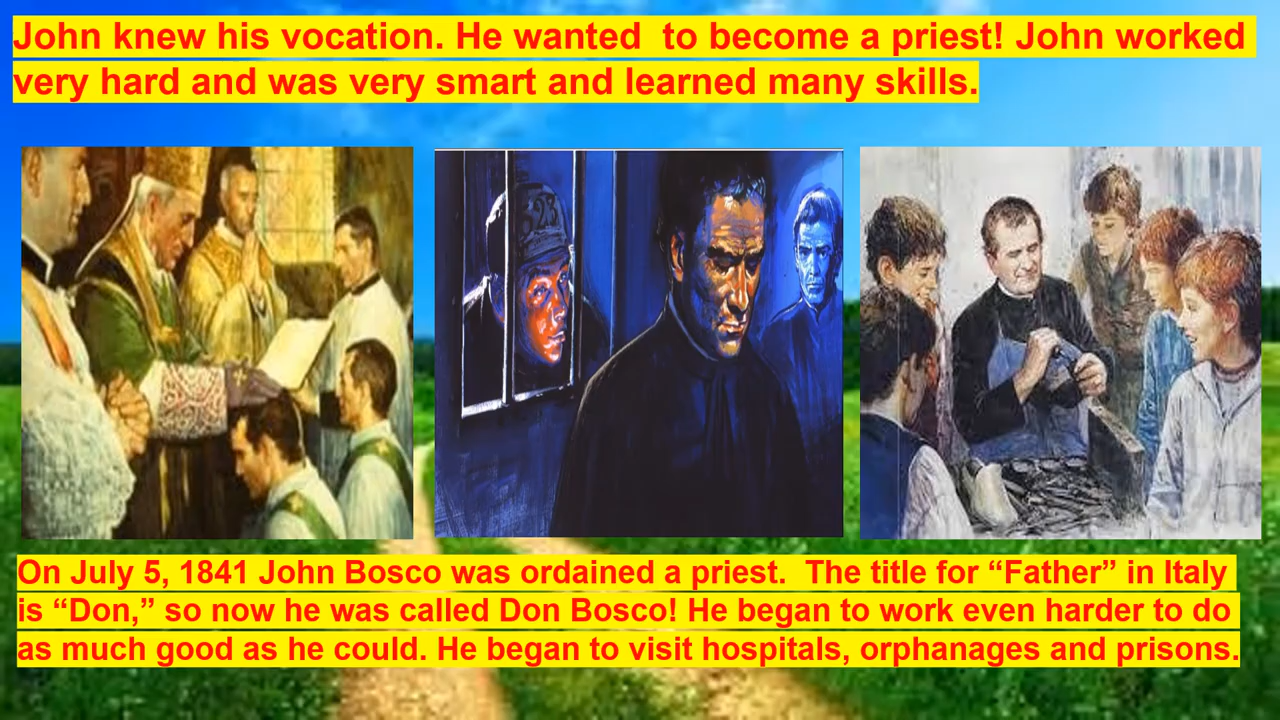 John knew his vocation. He wanted  to become a priest! John worked
very hard and was very smart and learned many skills.
323
On July 5, 1841 John Bosco was ordained a priest.  The title for “Father” in Italy
is “Don,” so now he was called Don Bosco! He began to work even harder to do
as much good as he could. He began to visit hospitals, orphanages and prisons.